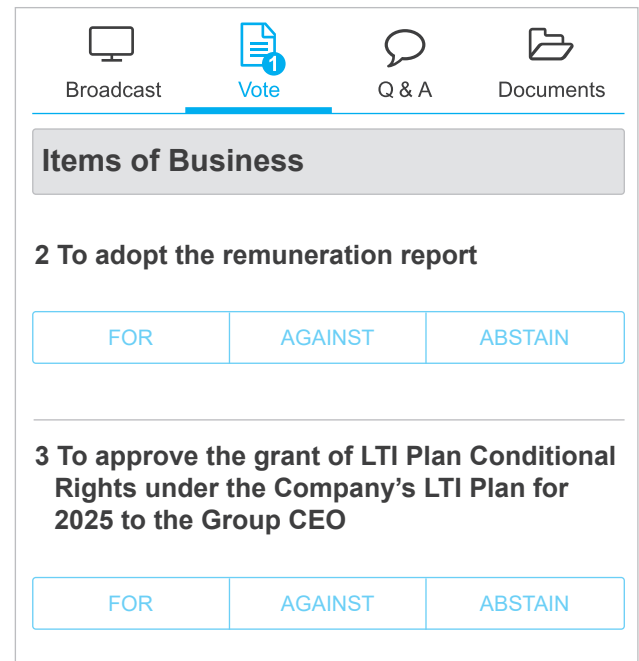 Broadcast
1
Vote
Q & A
Documents
Items of Business
2 To adopt the remuneration report
FOR
AGAINST
ABSTAIN
3 To approve the grant of LTI Plan Conditional
Rights under the Company’s LTI Plan for
2025 to the Group CEO
FOR
AGAINST
ABSTAIN